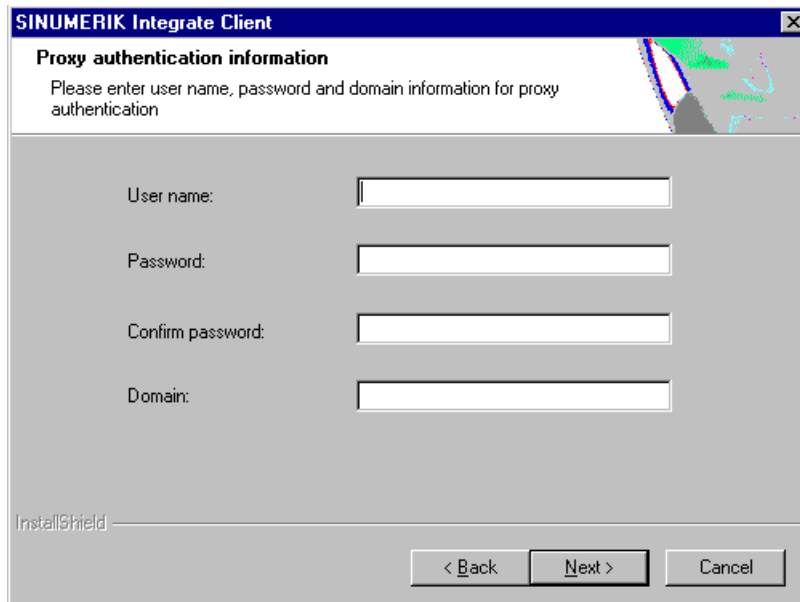 SINUMERIK Integrate Client
Proxy authentication information
Please enter user name, password and domain information for proxy
authentication
User name:
Password:
Confirm password:
Domain:
InstallShield
< Back
Next >
Cancel